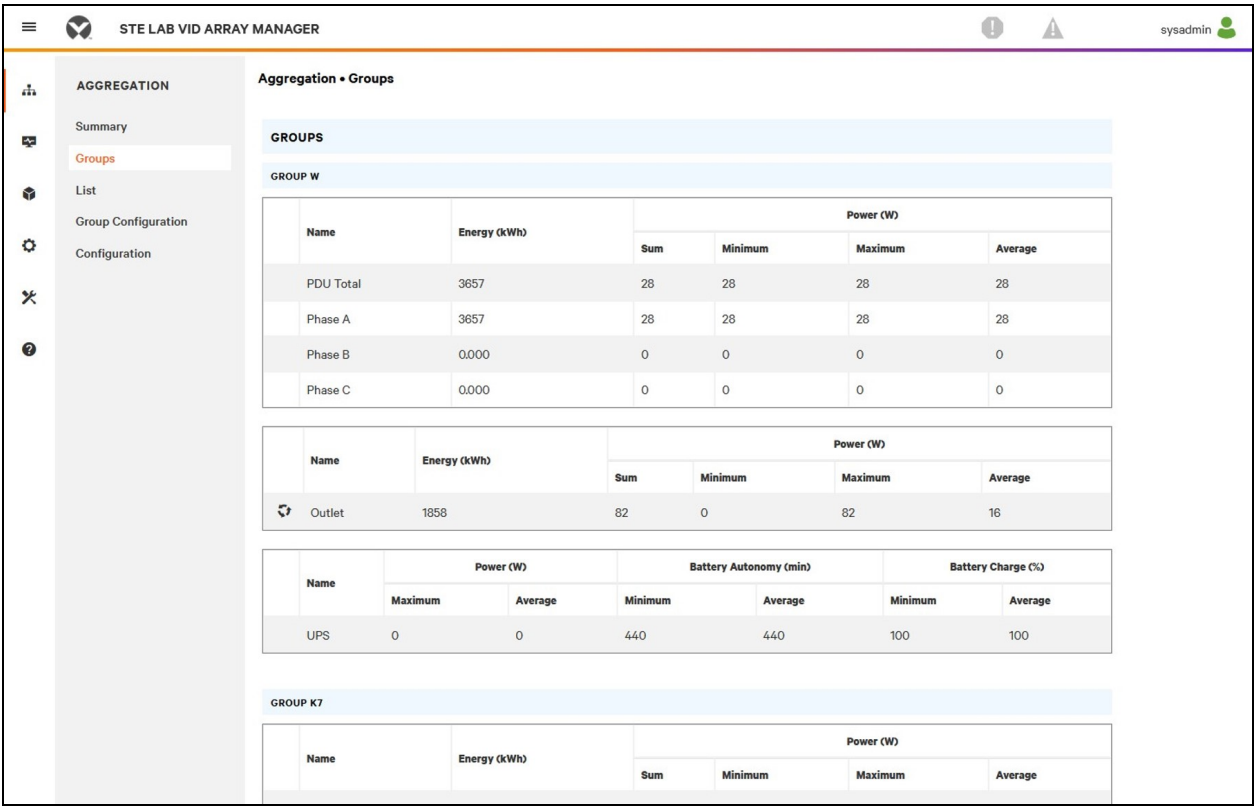 STE LAB VID ARRAY MANAGER
sysadmin
AGGREGATION
Summary
Groups
List
Group Configuration
Configuration
Aggregation • Groups
GROUPS
GROUP W
Name Energy (kWh) Power (W)
Sum Minimum Maximum Average
PDU Total 3657 28 28 28 28
Phase A 3657 28 28 28 28
Phase B 0.000 0 0 0 0
Phase C 0.000 0 0 0 0
Name Energy (kWh) Power (W)
Sum Minimum Maximum Average
Outlet 1858 82 0 82 16
Name Power (W) Battery Autonomy (min) Battery Charge (%)
Maximum Average Minimum Average Minimum Average
UPS 0 0 440 440 100 100
GROUP K7
Name Energy (kWh) Power (W)
Sum Minimum Maximum Average